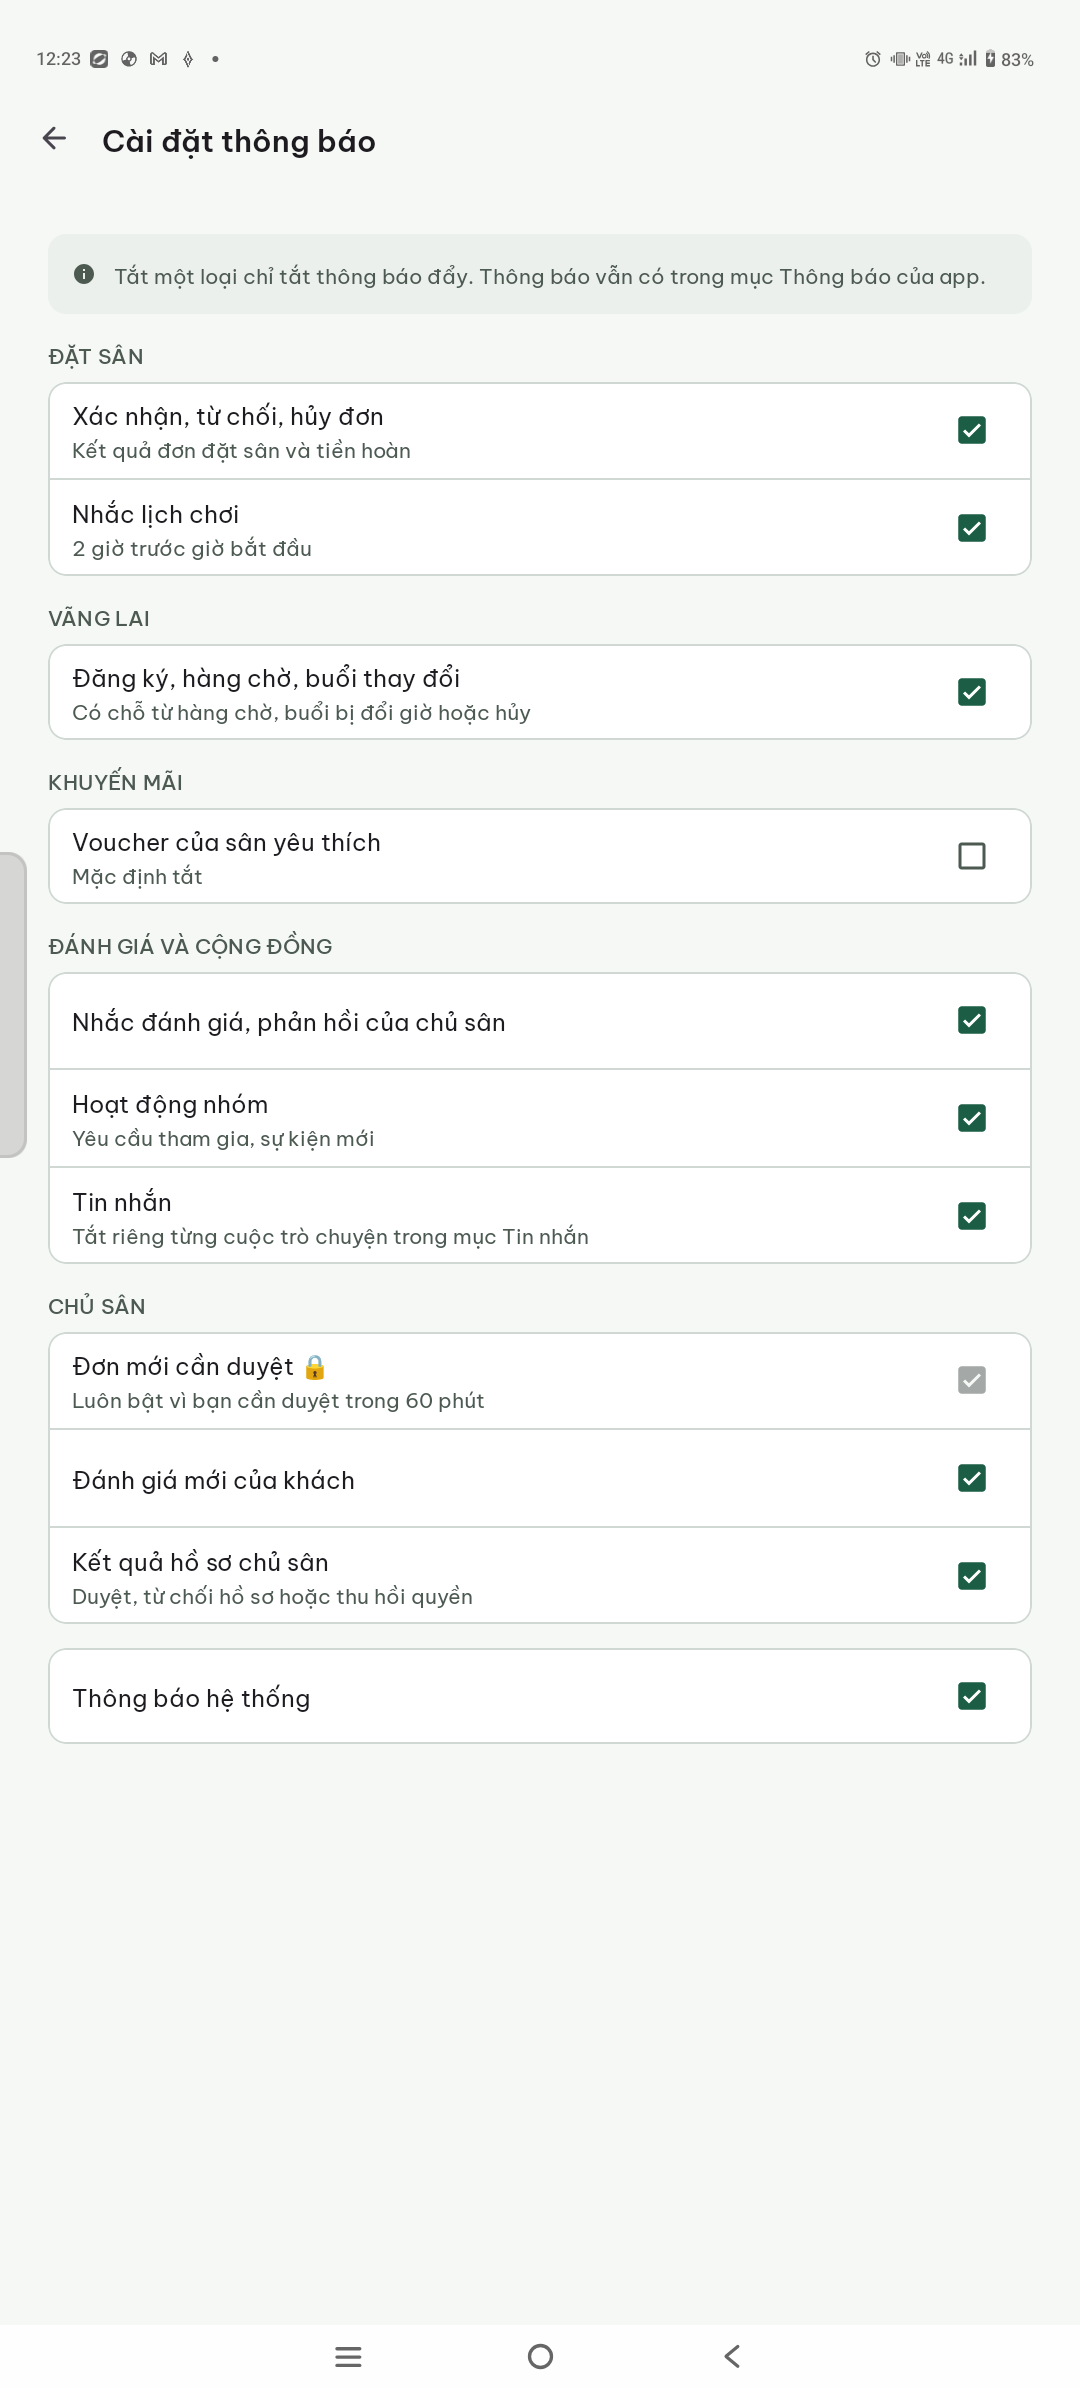 12:23
VoLTE 4G 83%
Cài đặt thông báo
Tắt một loại chỉ tắt thông báo đẩy. Thông báo vẫn có trong mục Thông báo của app.
ĐẶT SÂN
Xác nhận, từ chối, hủy đơn
Kết quả đơn đặt sân và tiền hoàn
Nhắc lịch chơi
2 giờ trước giờ bắt đầu
VÃNG LAI
Đăng ký, hàng chờ, buổi thay đổi
Có chỗ từ hàng chờ, buổi bị đổi giờ hoặc hủy
KHUYẾN MÃI
Voucher của sân yêu thích
Mặc định tắt
ĐÁNH GIÁ VÀ CỘNG ĐỒNG
Nhắc đánh giá, phản hồi của chủ sân
Hoạt động nhóm
Yêu cầu tham gia, sự kiện mới
Tin nhắn
Tắt riêng từng cuộc trò chuyện trong mục Tin nhắn
CHỦ SÂN
Đơn mới cần duyệt 🔒
Luôn bật vì bạn cần duyệt trong 60 phút
Đánh giá mới của khách
Kết quả hồ sơ chủ sân
Duyệt, từ chối hồ sơ hoặc thu hồi quyền
Thông báo hệ thống